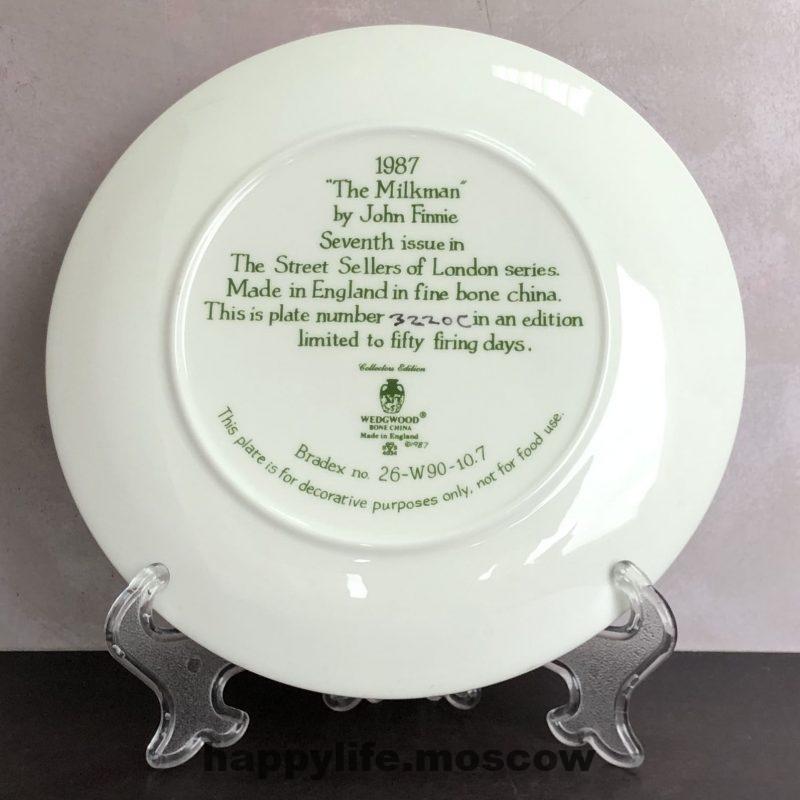 1987
"The Milkman"
by John Finnie
Seventh issue in
The Street Sellers of London series.
Made in England in fine bone china.
This is plate number 3220C in an edition
limited to fifty firing days.
Collectors Edition
WEDGWOOD®
BONE CHINA
Made in England
©1987
Bradex no. 26-W90-10.7
This plate is for decorative purposes only, not for food use.
happylife.moscow